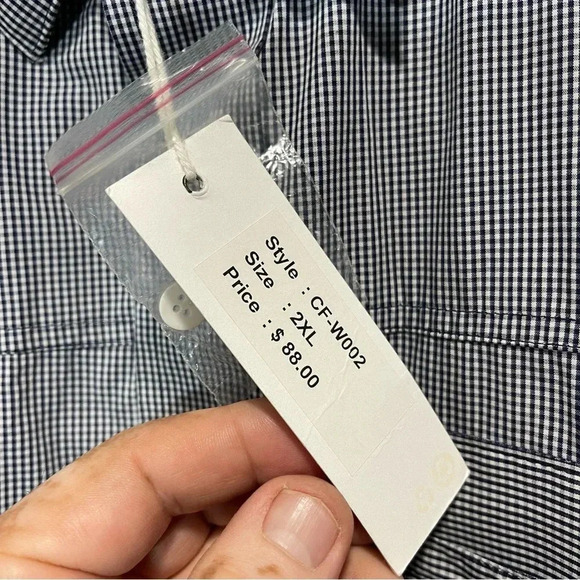 Style : CF-W002
Size : 2XL
Price : $ 88.00